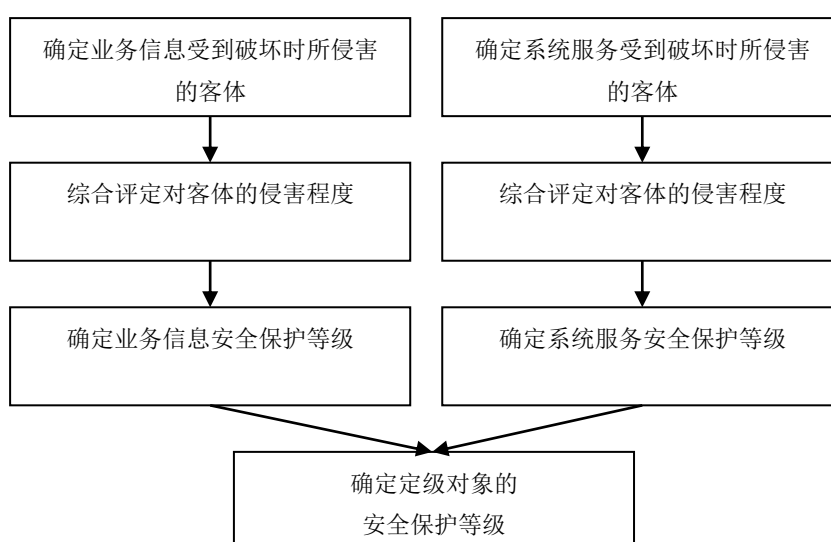 确定业务信息受到破坏时所侵害
的客体
确定系统服务受到破坏时所侵害
的客体
综合评定对客体的侵害程度
综合评定对客体的侵害程度
确定业务信息安全保护等级
确定系统服务安全保护等级
确定定级对象的
安全保护等级